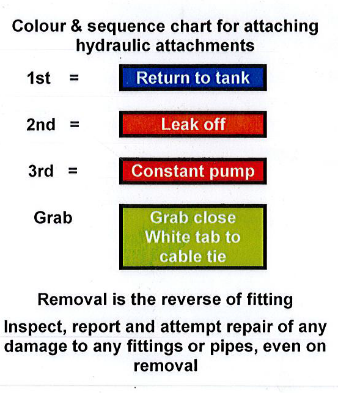 Colour & sequence chart for attaching
hydraulic attachments
1st = Return to tank
2nd = Leak off
3rd = Constant pump
Grab Grab close
White tab to
cable tie
Removal is the reverse of fitting
Inspect, report and attempt repair of any
damage to any fittings or pipes, even on
removal